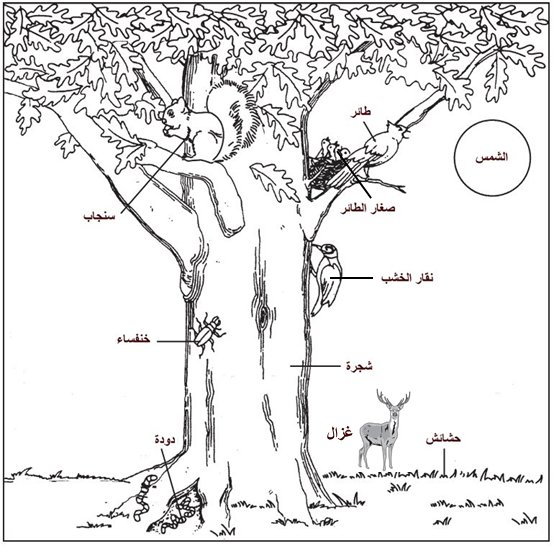 طائر
الشمس
صغار الطائر
سنجاب
نقار الخشب
خنفساء
شجرة
غزال
حشائش
دودة